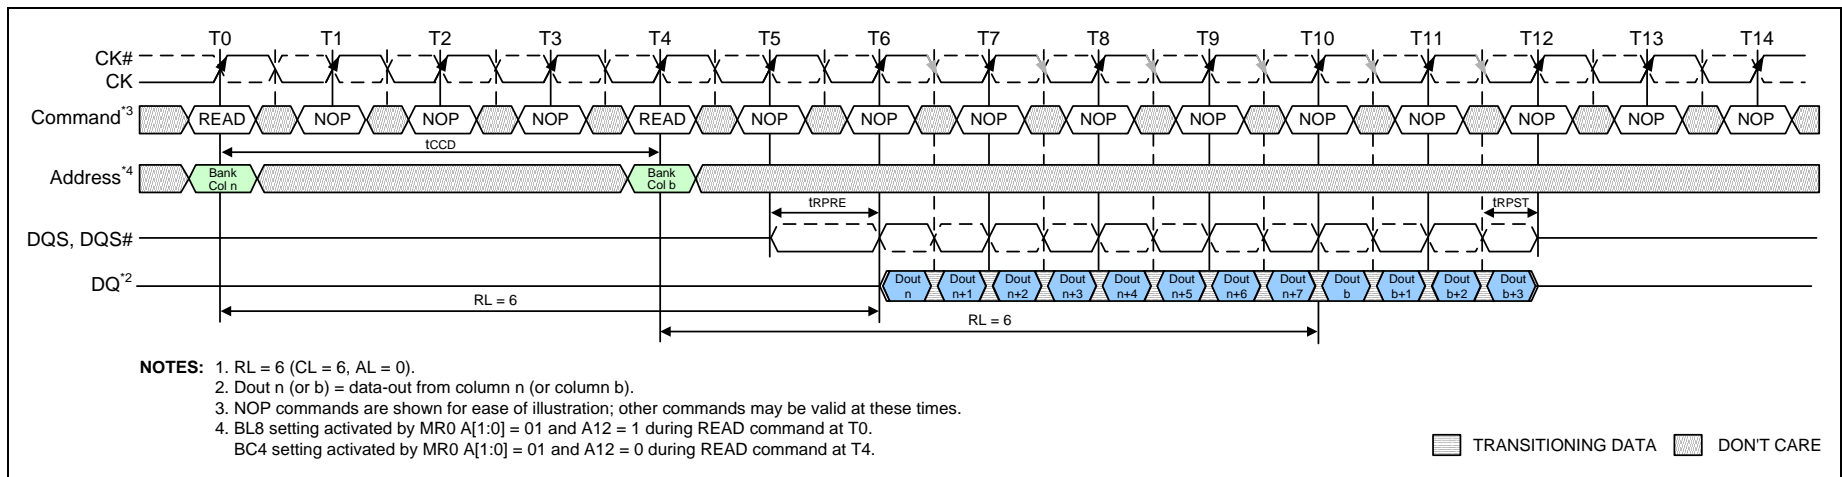 T0 T1 T2 T3 T4 T5 T6 T7 T8 T9 T10 T11 T12 T13 T14
CK#
CK
Command*3 READ NOP NOP NOP READ NOP NOP NOP NOP NOP NOP NOP NOP NOP NOP
tCCD
Address*4 Bank Col n Bank Col b
tRPRE tRPST
DQS, DQS#
DQ*2 Dout n Dout n+1 Dout n+2 Dout n+3 Dout n+4 Dout n+5 Dout n+6 Dout n+7 Dout b Dout b+1 Dout b+2 Dout b+3
RL = 6
RL = 6
NOTES: 1. RL = 6 (CL = 6, AL = 0).
2. Dout n (or b) = data-out from column n (or column b).
3. NOP commands are shown for ease of illustration; other commands may be valid at these times.
4. BL8 setting activated by MR0 A[1:0] = 01 and A12 = 1 during READ command at T0.
BC4 setting activated by MR0 A[1:0] = 01 and A12 = 0 during READ command at T4.
TRANSITIONING DATA DON'T CARE